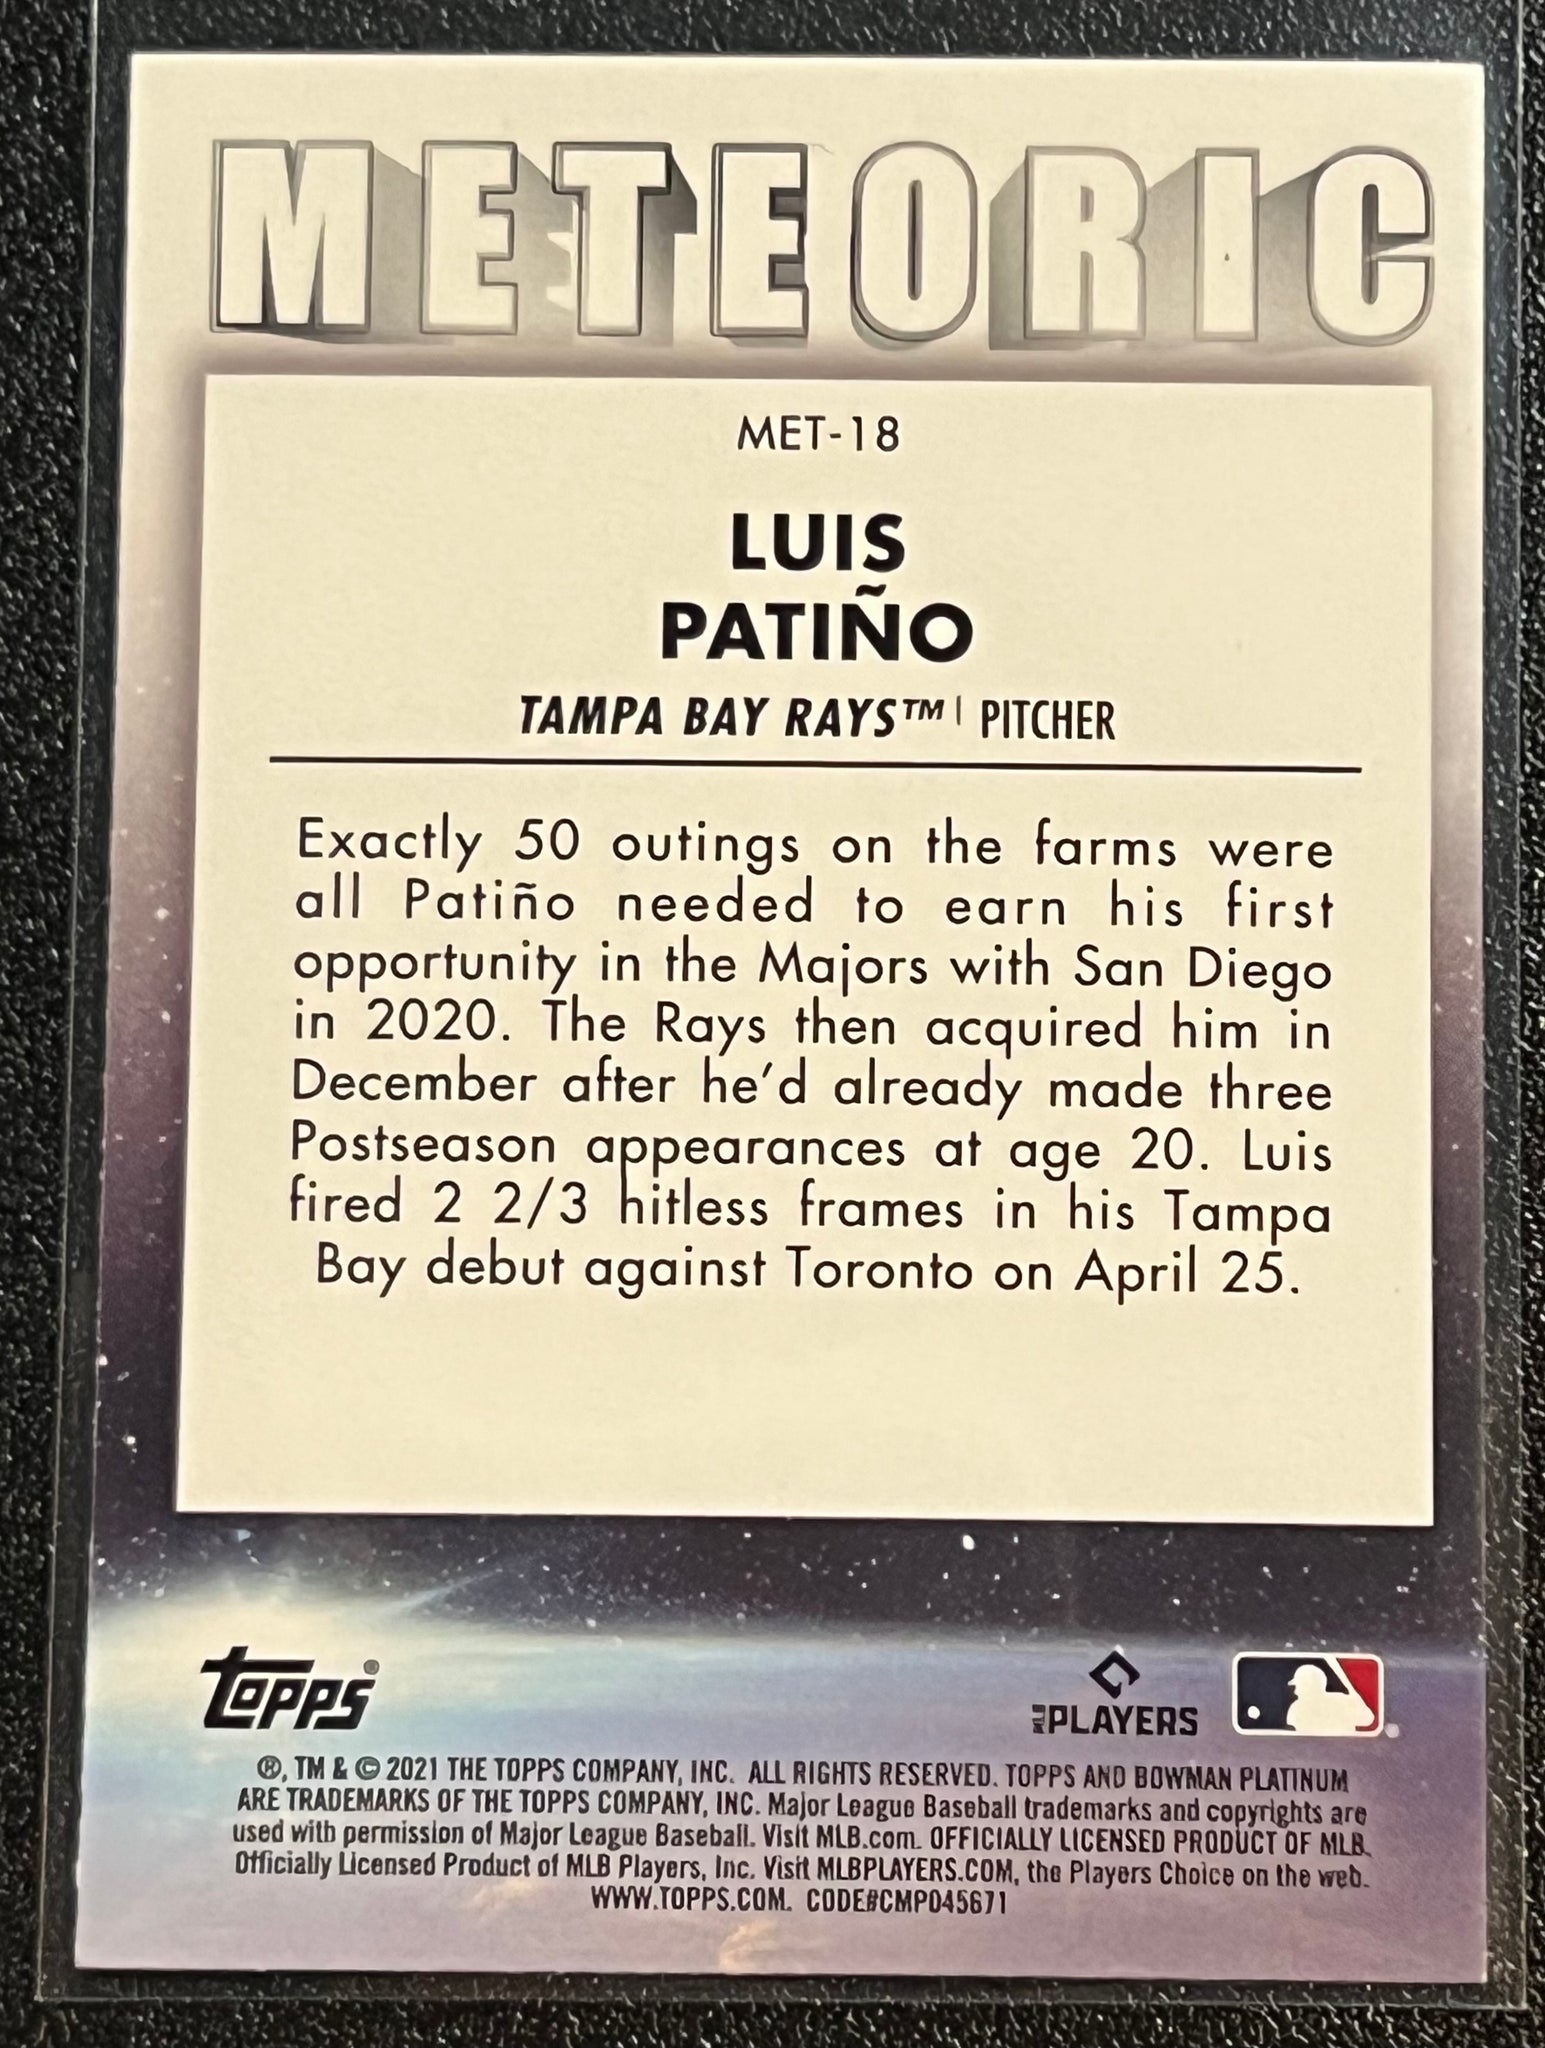 METEORIC
MET-18
LUIS
PATIÑO
TAMPA BAY RAYS™ | PITCHER
Exactly 50 outings on the farms were
all Patiño needed to earn his first
opportunity in the Majors with San Diego
in 2020. The Rays then acquired him in
December after he'd already made three
Postseason appearances at age 20. Luis
fired 2 2/3 hitless frames in his Tampa
Bay debut against Toronto on April 25.
topps®
MLB PLAYERS
®, TM & © 2021 THE TOPPS COMPANY, INC. ALL RIGHTS RESERVED. TOPPS AND BOWMAN PLATINUM
ARE TRADEMARKS OF THE TOPPS COMPANY, INC. Major League Baseball trademarks and copyrights are
used with permission of Major League Baseball. Visit MLB.com. OFFICIALLY LICENSED PRODUCT OF MLB
Officially Licensed Product of MLB Players, Inc. Visit MLBPLAYERS.COM, the Players Choice on the web.
WWW.TOPPS.COM. CODE#CMP045671